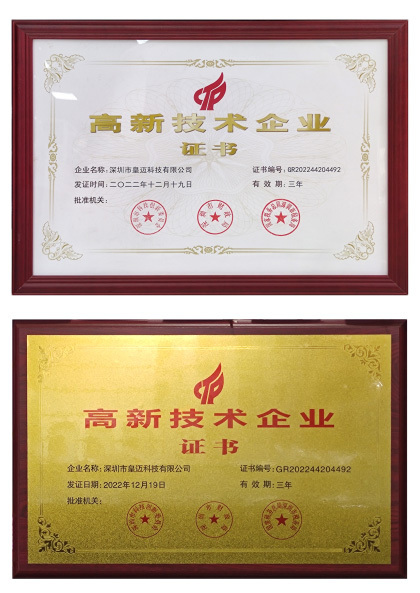 高新技术企业
证书
企业名称：深圳市皇迈科技有限公司 证书编号：GR202244204492
发证时间：二〇二二年十二月十九日 有效期：三年
批准机关：
高新技术企业
证书
企业名称：深圳市皇迈科技有限公司 证书编号：GR202244204492
发证日期：2022年12月19日 有效期：三年
批准机关：